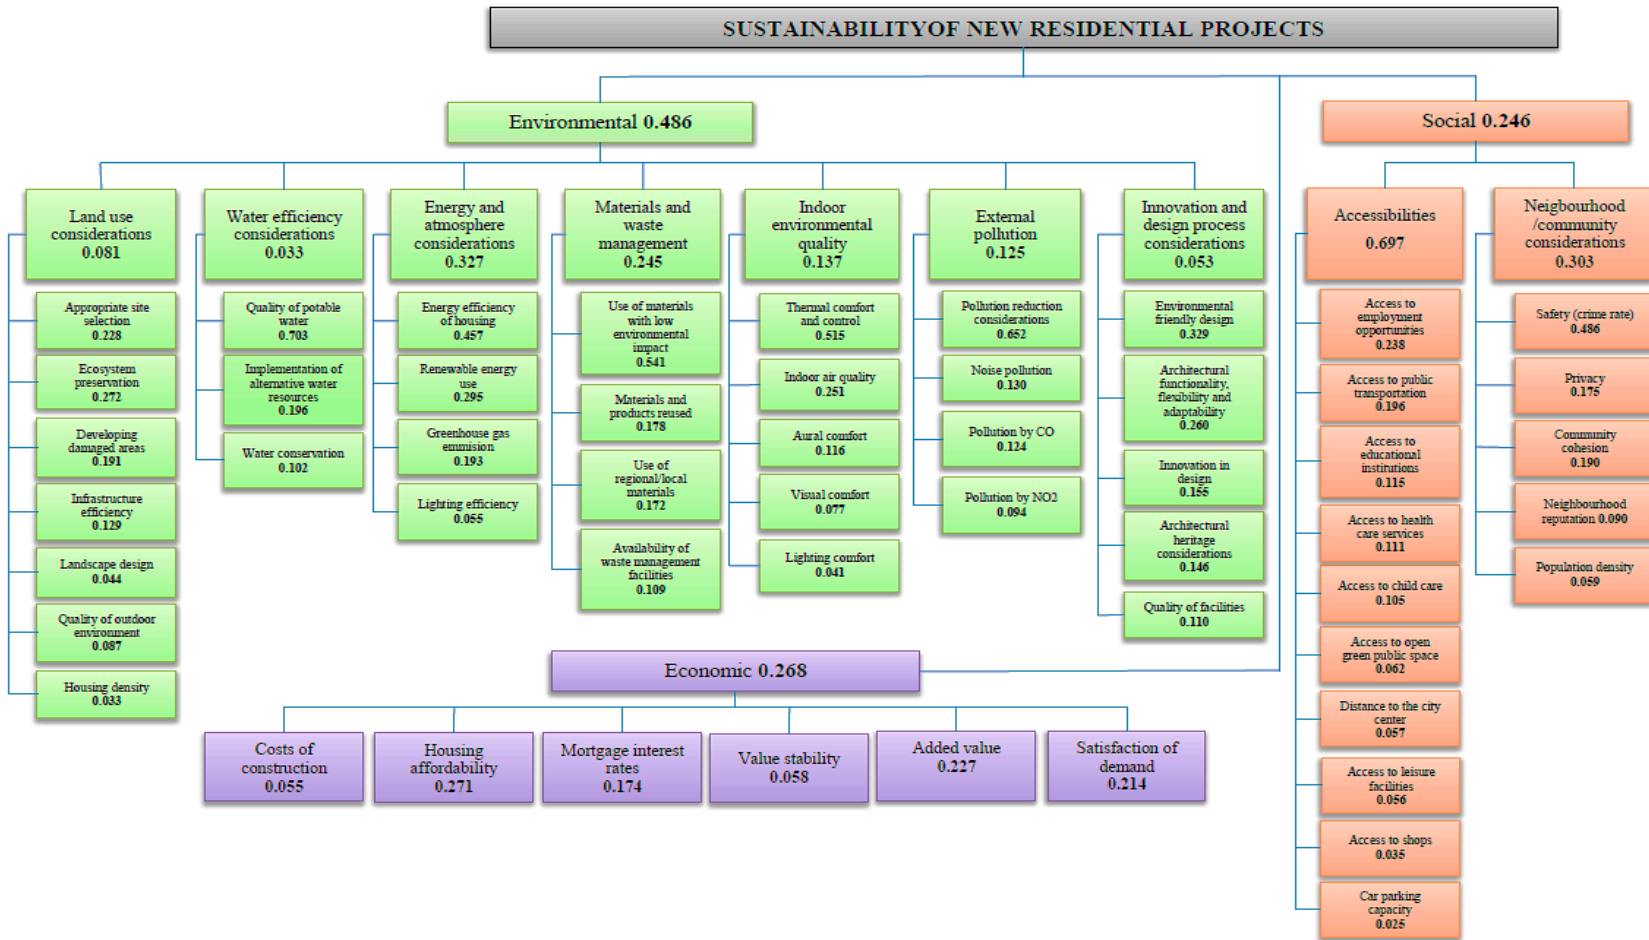 SUSTAINABILITYOF NEW RESIDENTIAL PROJECTS
Environmental 0.486
Social 0.246
Land use
considerations
0.081
Water efficiency
considerations
0.033
Energy and
atmosphere
considerations
0.327
Materials and
waste
management
0.245
Indoor
environmental
quality
0.137
External
pollution
0.125
Innovation and
design process
considerations
0.053
Accessibilities
0.697
Neigbourhood
/community
considerations
0.303
Appropriate site
selection
0.228
Ecosystem
preservation
0.272
Developing
damaged areas
0.191
Infrastructure
efficiency
0.129
Landscape design
0.044
Quality of outdoor
environment
0.087
Housing density
0.033
Quality of potable
water
0.703
Implementation of
alternative water
resources
0.196
Water conservation
0.102
Energy efficiency
of housing
0.457
Renewable energy
use
0.295
Greenhouse gas
emmision
0.193
Lighting efficiency
0.055
Use of materials
with low
environmental
impact
0.541
Materials and
products reused
0.178
Use of
regional/local
materials
0.172
Availability of
waste management
facilities
0.109
Thermal comfort
and control
0.515
Indoor air quality
0.251
Aural comfort
0.116
Visual comfort
0.077
Lighting comfort
0.041
Pollution reduction
considerations
0.652
Noise pollution
0.130
Pollution by CO
0.124
Pollution by NO2
0.094
Environmental
friendly design
0.329
Architectural
functionality,
flexibility and
adaptability
0.260
Innovation in
design
0.155
Architectural
heritage
considerations
0.146
Quality of facilities
0.110
Access to
employment
opportunities
0.238
Access to public
transportation
0.196
Access to
educational
institutions
0.115
Access to health
care services
0.111
Access to child care
0.105
Access to open
green public space
0.062
Distance to the city
center
0.057
Access to leisure
facilities
0.056
Access to shops
0.035
Car parking
capacity
0.025
Safety (crime rate)
0.486
Privacy
0.175
Community
cohesion
0.190
Neighbourhood
reputation 0.090
Population density
0.059
Economic 0.268
Costs of
construction
0.055
Housing
affordability
0.271
Mortgage interest
rates
0.174
Value stability
0.058
Added value
0.227
Satisfaction of
demand
0.214